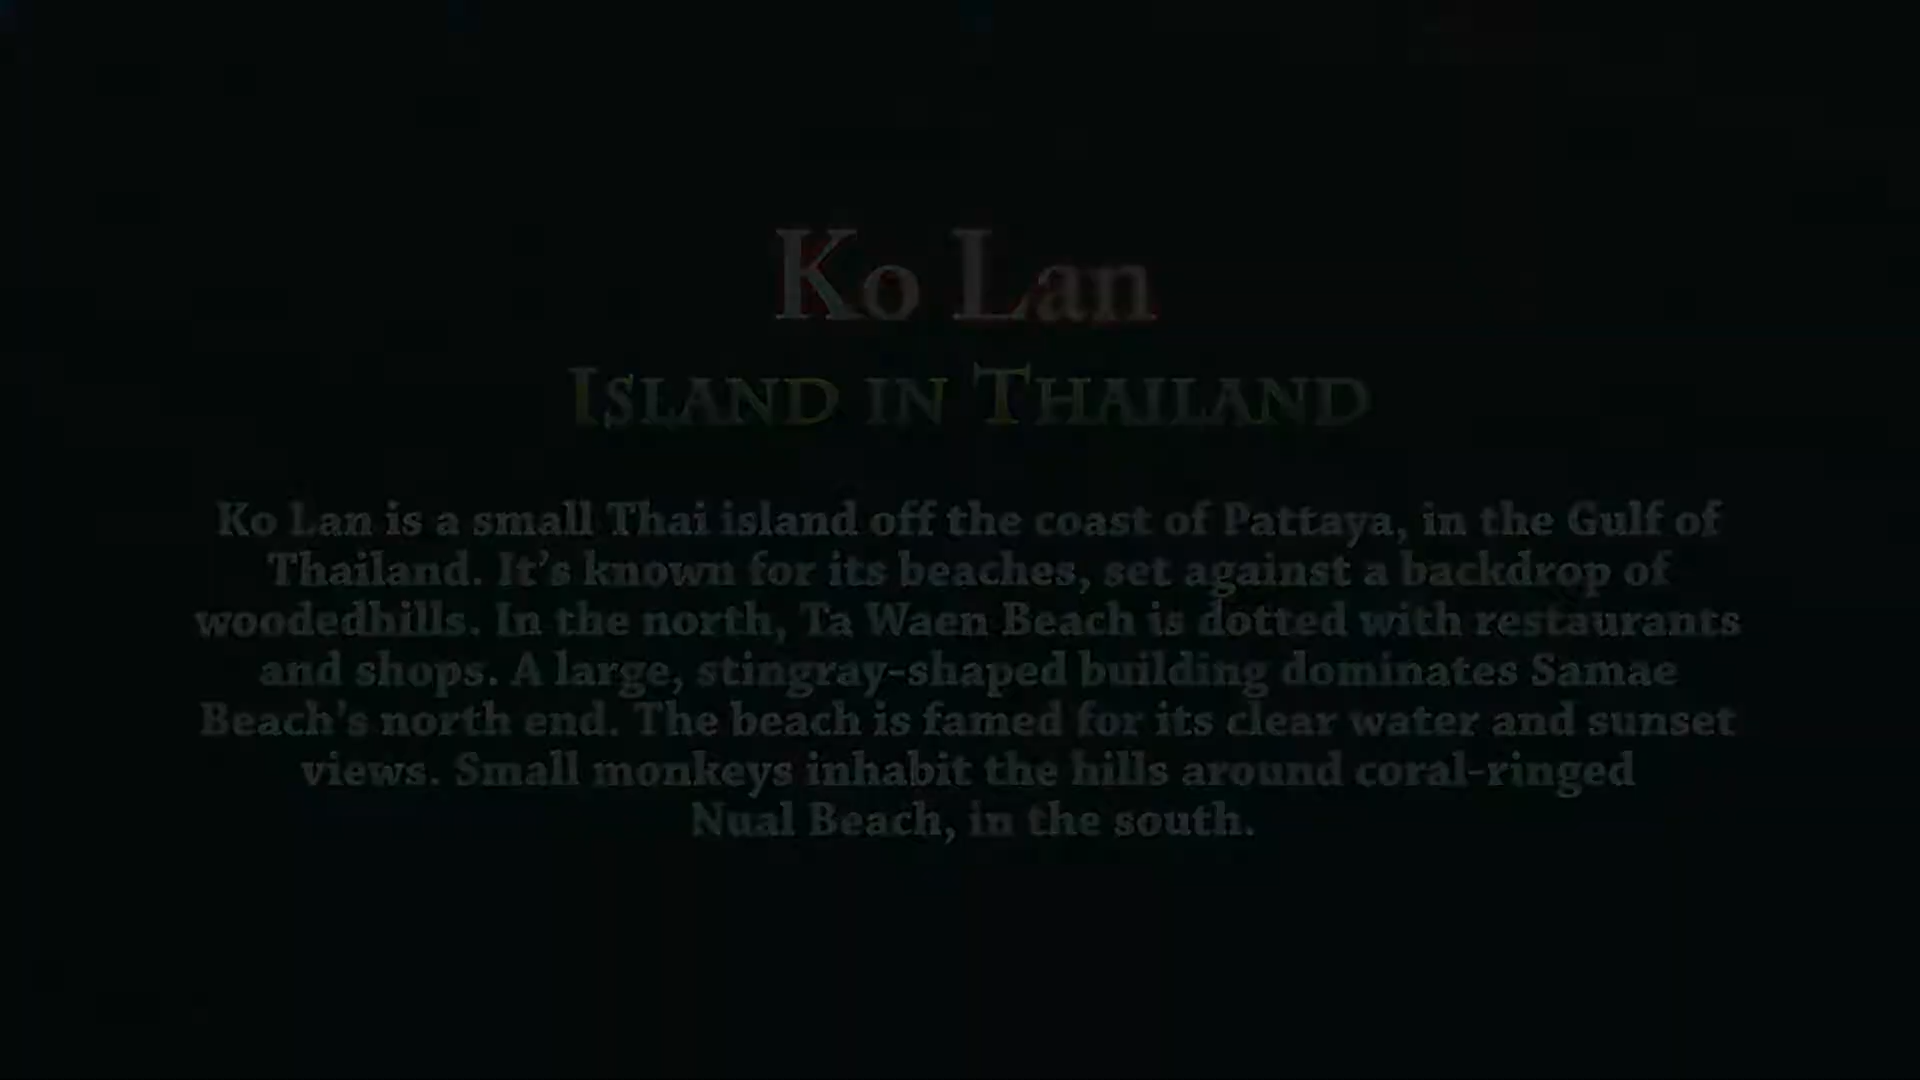 Ko Lan
Island in Thailand
Ko Lan is a small Thai island off the coast of Pattaya, in the Gulf of
Thailand. It’s known for its beaches, set against a backdrop of
woodedhills. In the north, Ta Waen Beach is dotted with restaurants
and shops. A large, stingray-shaped building dominates Samae
Beach's north end. The beach is famed for its clear water and sunset
views. Small monkeys inhabit the hills around coral-ringed
Nual Beach, in the south.